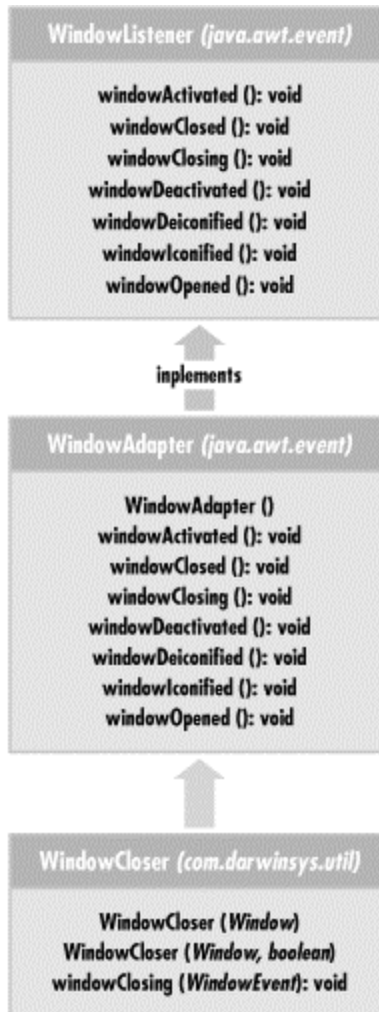 WindowListener (java.awt.event)
windowActivated (): void
windowClosed (): void
windowClosing (): void
windowDeactivated (): void
windowDeiconified (): void
windowIconified (): void
windowOpened (): void
inplements
WindowAdapter (java.awt.event)
WindowAdapter ()
windowActivated (): void
windowClosed (): void
windowClosing (): void
windowDeactivated (): void
windowDeiconified (): void
windowIconified (): void
windowOpened (): void
WindowCloser (com.darwinsys.util)
WindowCloser (Window)
WindowCloser (Window, boolean)
windowClosing (WindowEvent): void